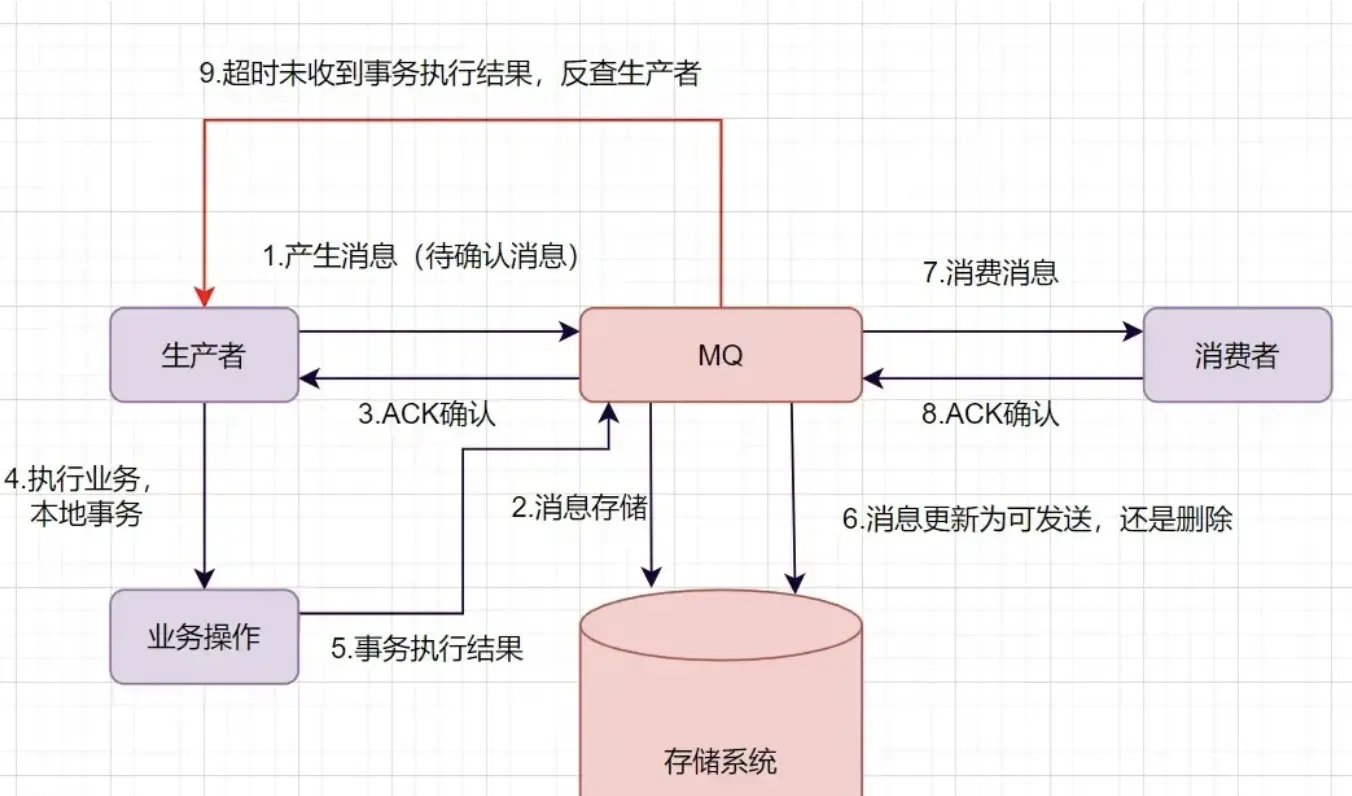 9.超时未收到事务执行结果，反查生产者
1.产生消息（待确认消息）
7.消费消息
生产者
MQ
消费者
3.ACK确认
8.ACK确认
4.执行业务，
本地事务
2.消息存储
6.消息更新为可发送，还是删除
业务操作
5.事务执行结果
存储系统